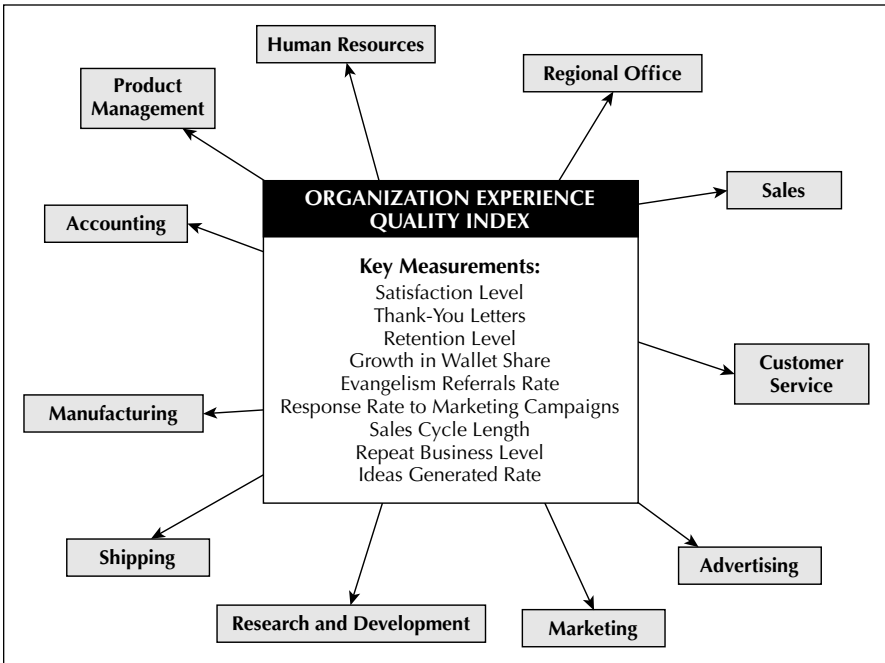 Human Resources
Regional Office
Product
Management
Sales
Accounting
ORGANIZATION EXPERIENCE
QUALITY INDEX
Key Measurements:
Satisfaction Level
Thank-You Letters
Retention Level
Growth in Wallet Share
Evangelism Referrals Rate
Response Rate to Marketing Campaigns
Sales Cycle Length
Repeat Business Level
Ideas Generated Rate
Customer
Service
Manufacturing
Shipping
Advertising
Research and Development
Marketing